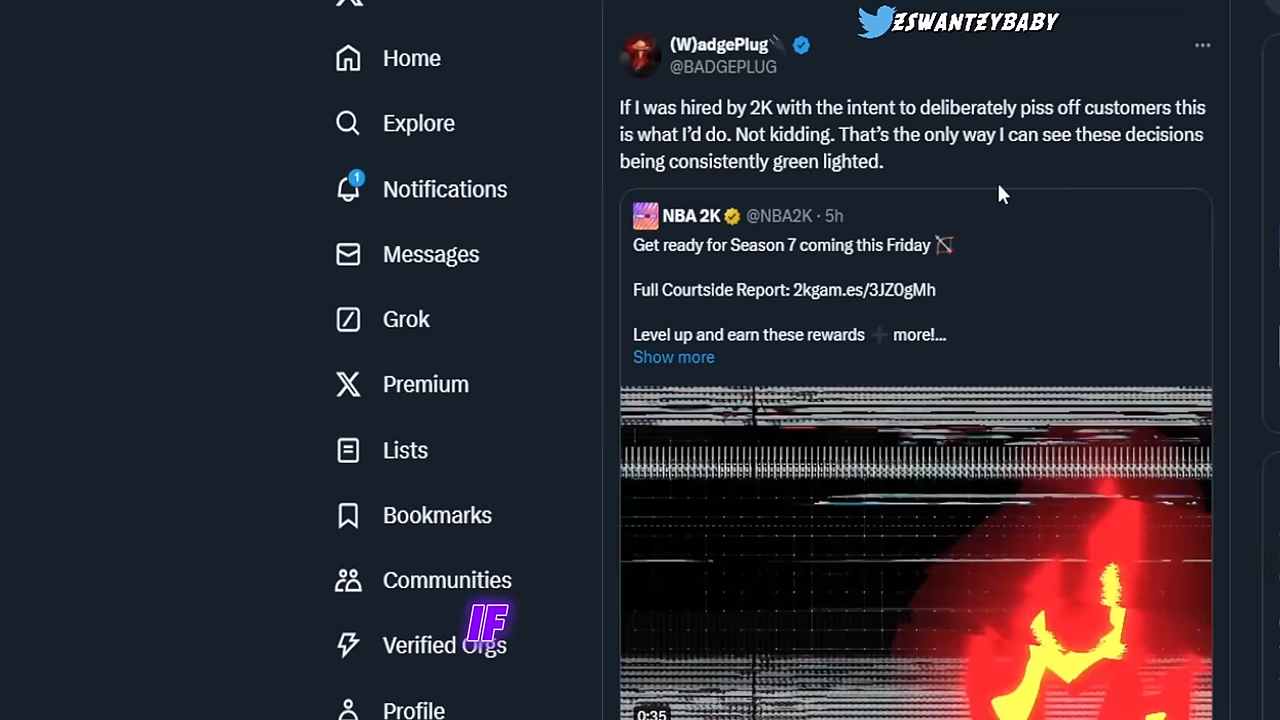 ZSWANTZYBABY
Home
Explore
1
Notifications
Messages
Grok
Premium
Lists
Bookmarks
Communities
Verified Orgs
Profile
IF
(W)adgePlug
@BADGEPLUG
If I was hired by 2K with the intent to deliberately piss off customers this
is what I’d do. Not kidding. That’s the only way I can see these decisions
being consistently green lighted.
NBA 2K @NBA2K · 5h
Get ready for Season 7 coming this Friday
Full Courtside Report: 2kgam.es/3JZ0gMh
Level up and earn these rewards ➕ more!...
Show more
0:35